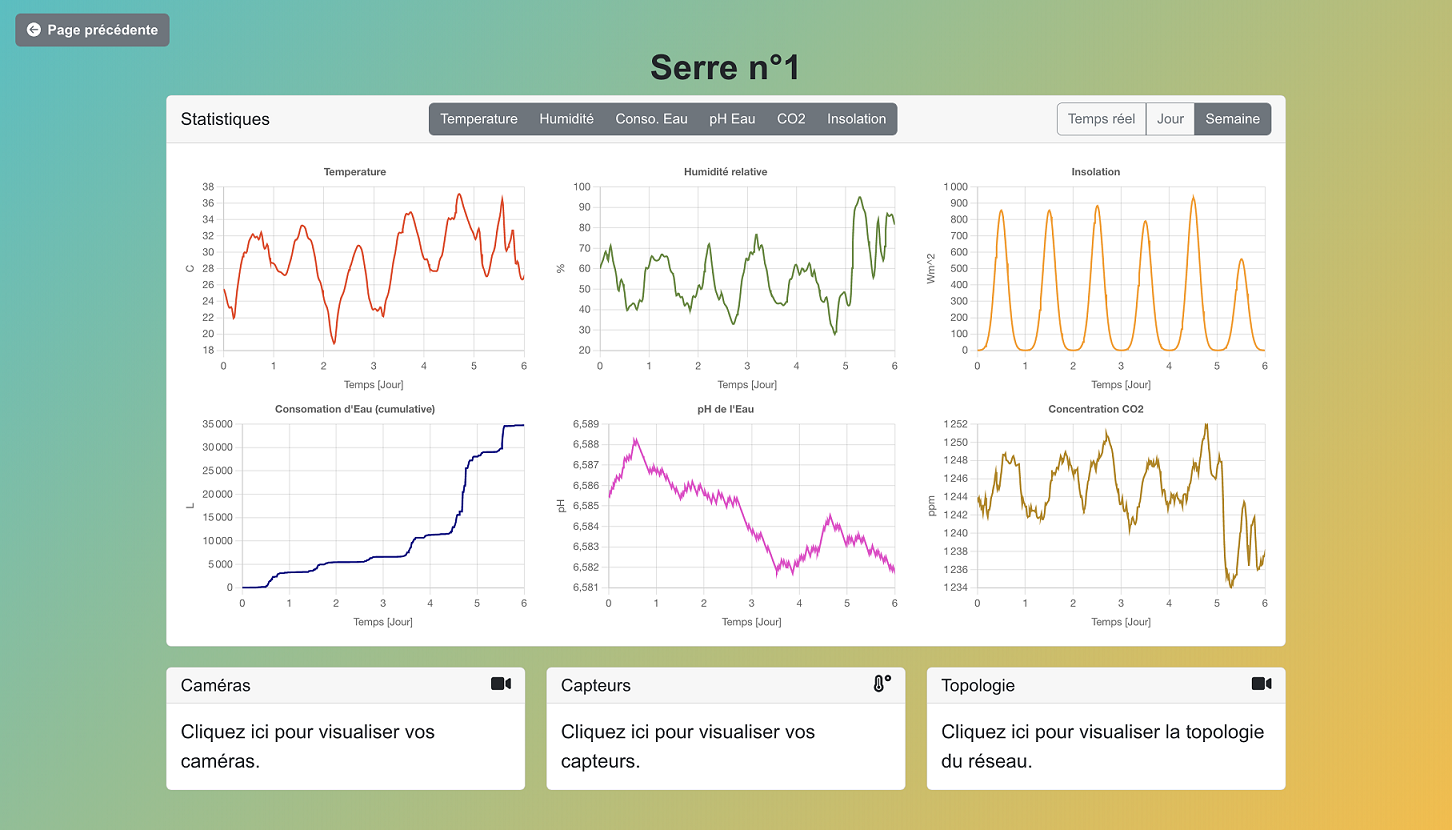 Page précédente
Serre n°1
Statistiques
Temperature Humidité Conso. Eau pH Eau CO2 Insolation
Temps réel Jour Semaine
Temperature
38
36
34
32
30
28
26
24
22
20
18
C
0 1 2 3 4 5 6
Temps [Jour]
Humidité relative
100
90
80
70
60
50
40
30
20
%
0 1 2 3 4 5 6
Temps [Jour]
Insolation
1 000
900
800
700
600
500
400
300
200
100
0
Wm^2
0 1 2 3 4 5 6
Temps [Jour]
Consomation d'Eau (cumulative)
35 000
30 000
25 000
20 000
15 000
10 000
5 000
0
L
0 1 2 3 4 5 6
Temps [Jour]
pH de l'Eau
6,589
6,588
6,587
6,586
6,585
6,584
6,583
6,582
6,581
pH
0 1 2 3 4 5 6
Temps [Jour]
Concentration CO2
1 252
1 250
1 248
1 246
1 244
1 242
1 240
1 238
1 236
1 234
ppm
0 1 2 3 4 5 6
Temps [Jour]
Caméras
Cliquez ici pour visualiser vos
caméras.
Capteurs
Cliquez ici pour visualiser vos
capteurs.
Topologie
Cliquez ici pour visualiser la topologie
du réseau.